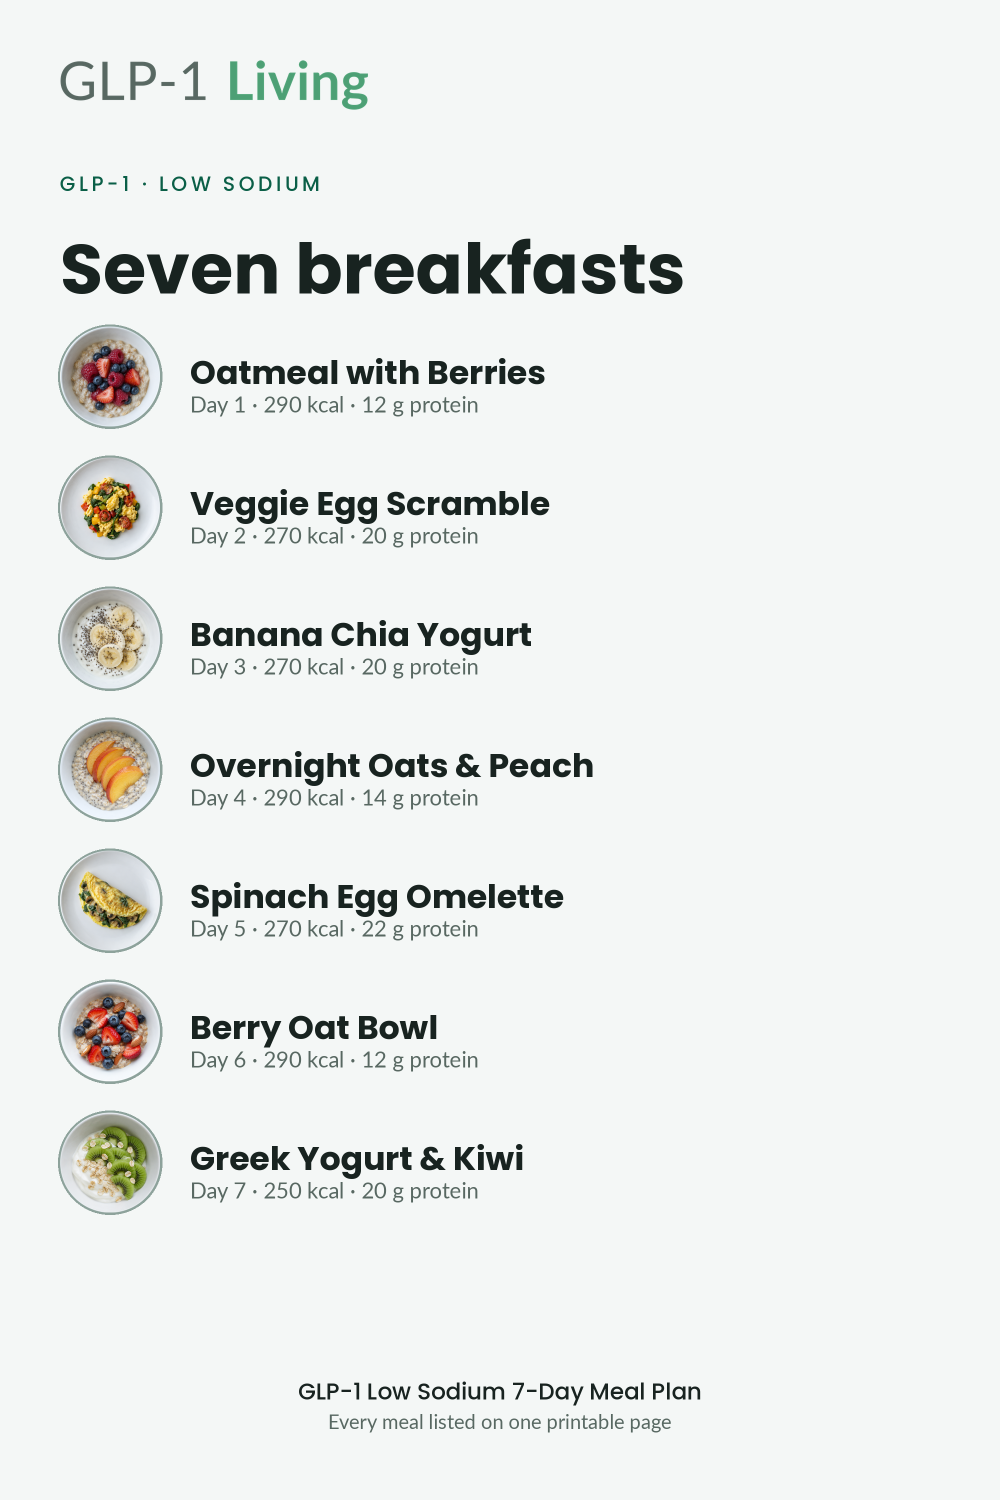 GLP-1 Living
GLP-1 · LOW SODIUM
Seven breakfasts
Oatmeal with Berries
Day 1 · 290 kcal · 12 g protein
Veggie Egg Scramble
Day 2 · 270 kcal · 20 g protein
Banana Chia Yogurt
Day 3 · 270 kcal · 20 g protein
Overnight Oats & Peach
Day 4 · 290 kcal · 14 g protein
Spinach Egg Omelette
Day 5 · 270 kcal · 22 g protein
Berry Oat Bowl
Day 6 · 290 kcal · 12 g protein
Greek Yogurt & Kiwi
Day 7 · 250 kcal · 20 g protein
GLP-1 Low Sodium 7-Day Meal Plan
Every meal listed on one printable page